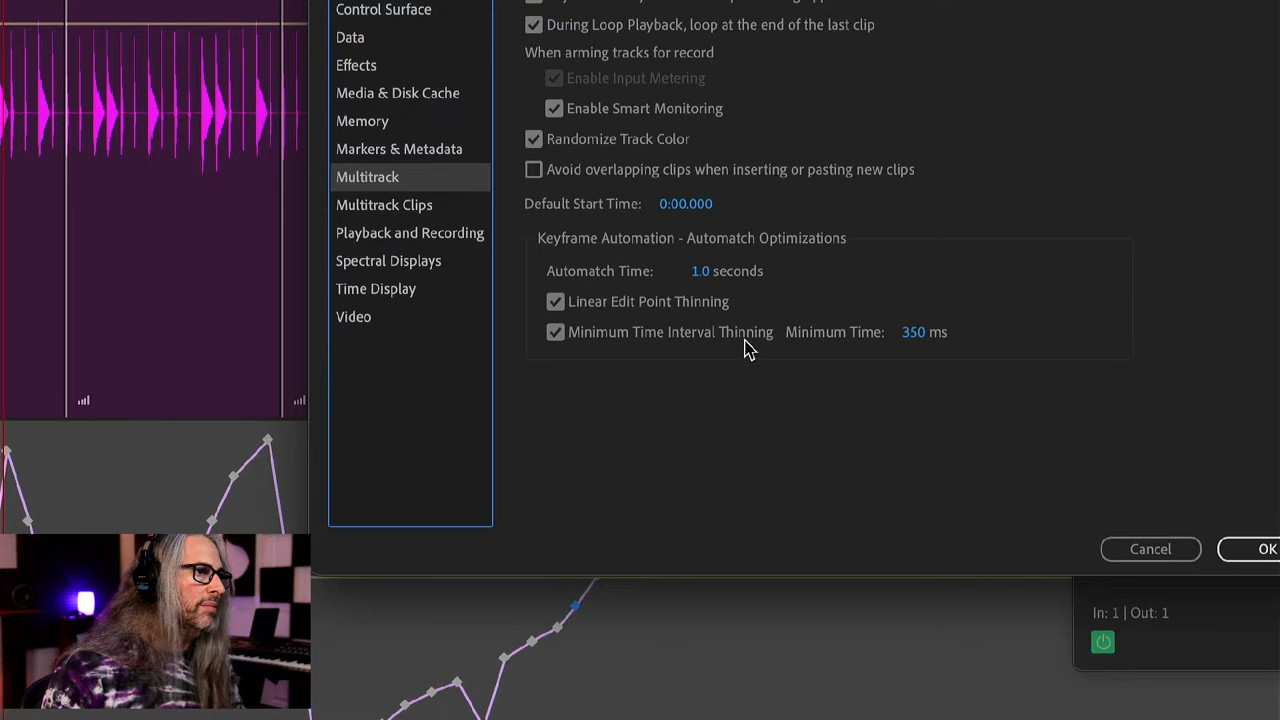 Control Surface
Data
Effects
Media & Disk Cache
Memory
Markers & Metadata
Multitrack
Multitrack Clips
Playback and Recording
Spectral Displays
Time Display
Video
During Loop Playback, loop at the end of the last clip
When arming tracks for record
Enable Input Metering
Enable Smart Monitoring
Randomize Track Color
Avoid overlapping clips when inserting or pasting new clips
Default Start Time: 0:00.000
Keyframe Automation - Automatch Optimizations
Automatch Time: 1.0 seconds
Linear Edit Point Thinning
Minimum Time Interval Thinning Minimum Time: 350 ms
Cancel OK
In: 1 | Out: 1